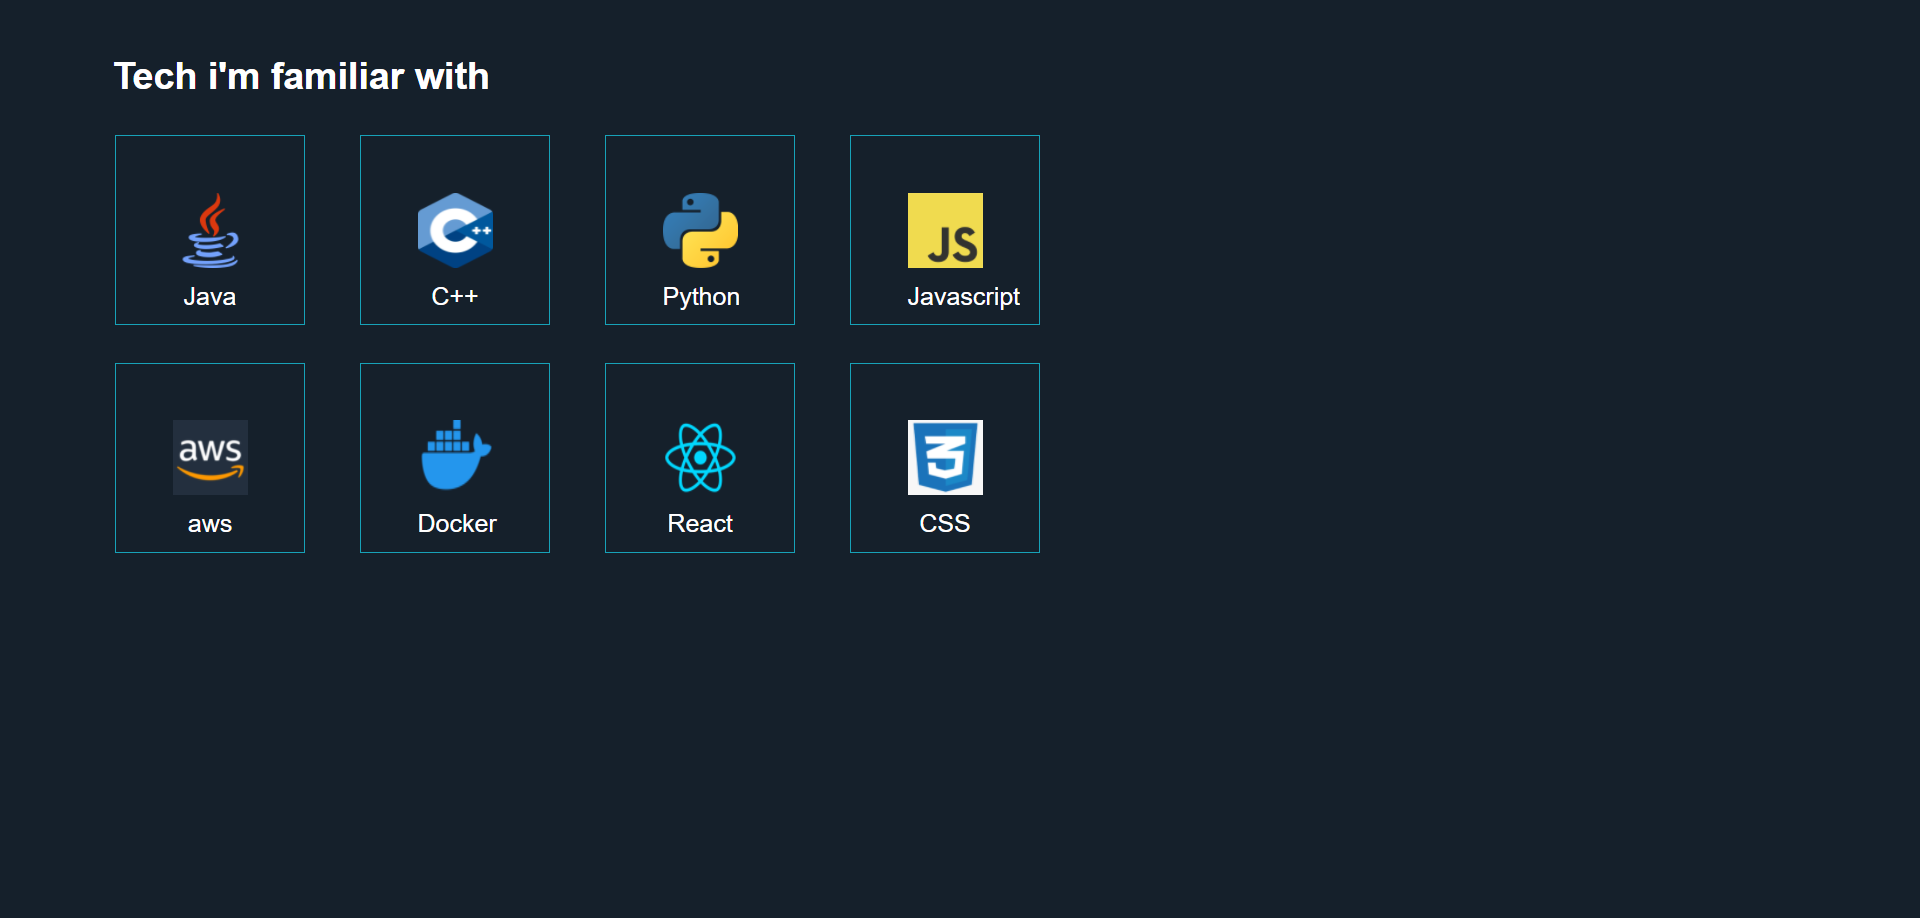 Tech i'm familiar with
C ++ JS
Java C++ Python Javascript
aws 3
aws Docker React CSS